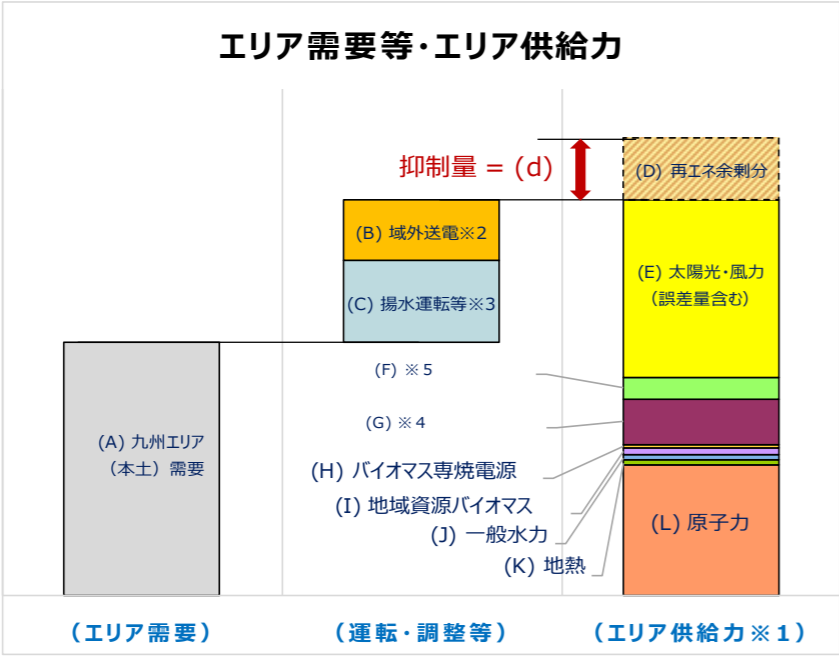 エリア需要等・エリア供給力
抑制量 = (d)
(D) 再エネ余剰分
(B) 域外送電※2
(C) 揚水運転等※3
(E) 太陽光・風力
（誤差量含む）
(F) ※5
(G) ※4
(A) 九州エリア
（本土）需要
(H) バイオマス専焼電源
(I) 地域資源バイオマス
(J) 一般水力
(K) 地熱
(L) 原子力
（エリア需要）
（運転・調整等）
（エリア供給力※１）